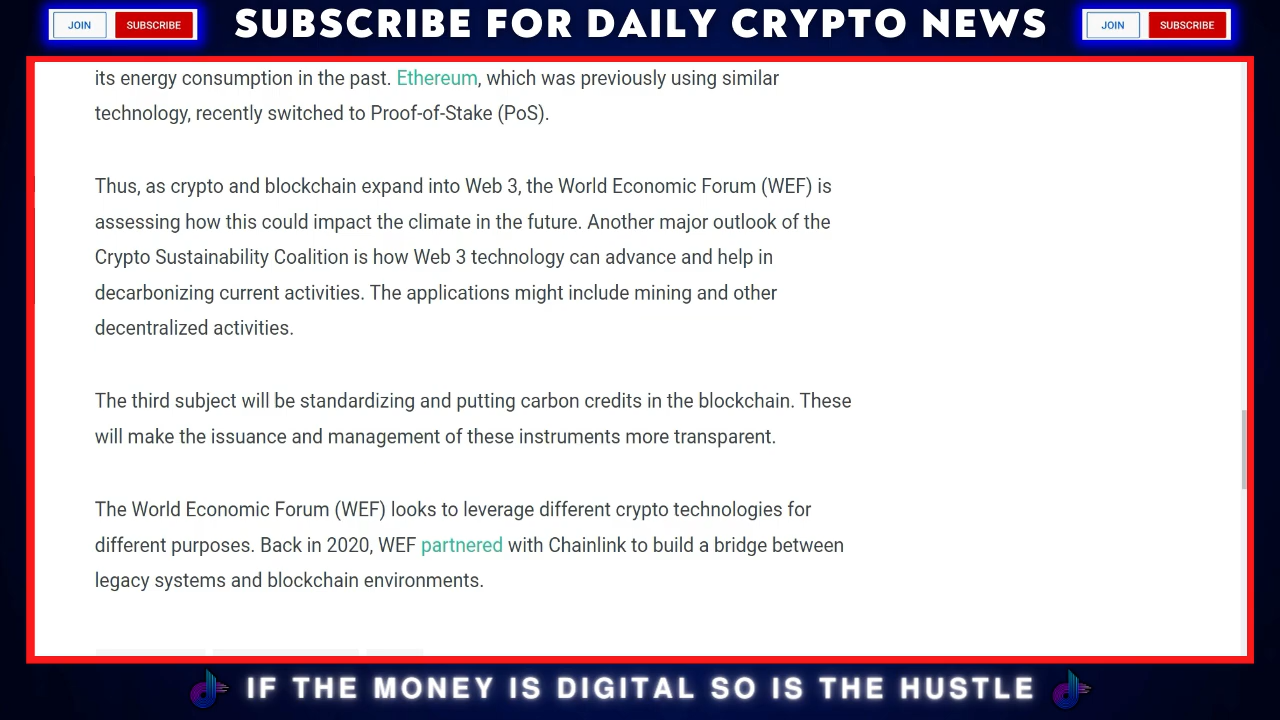 JOIN SUBSCRIBE SUBSCRIBE FOR DAILY CRYPTO NEWS JOIN SUBSCRIBE
its energy consumption in the past. Ethereum, which was previously using similar
technology, recently switched to Proof-of-Stake (PoS).
Thus, as crypto and blockchain expand into Web 3, the World Economic Forum (WEF) is
assessing how this could impact the climate in the future. Another major outlook of the
Crypto Sustainability Coalition is how Web 3 technology can advance and help in
decarbonizing current activities. The applications might include mining and other
decentralized activities.
The third subject will be standardizing and putting carbon credits in the blockchain. These
will make the issuance and management of these instruments more transparent.
The World Economic Forum (WEF) looks to leverage different crypto technologies for
different purposes. Back in 2020, WEF partnered with Chainlink to build a bridge between
legacy systems and blockchain environments.
IF THE MONEY IS DIGITAL SO IS THE HUSTLE